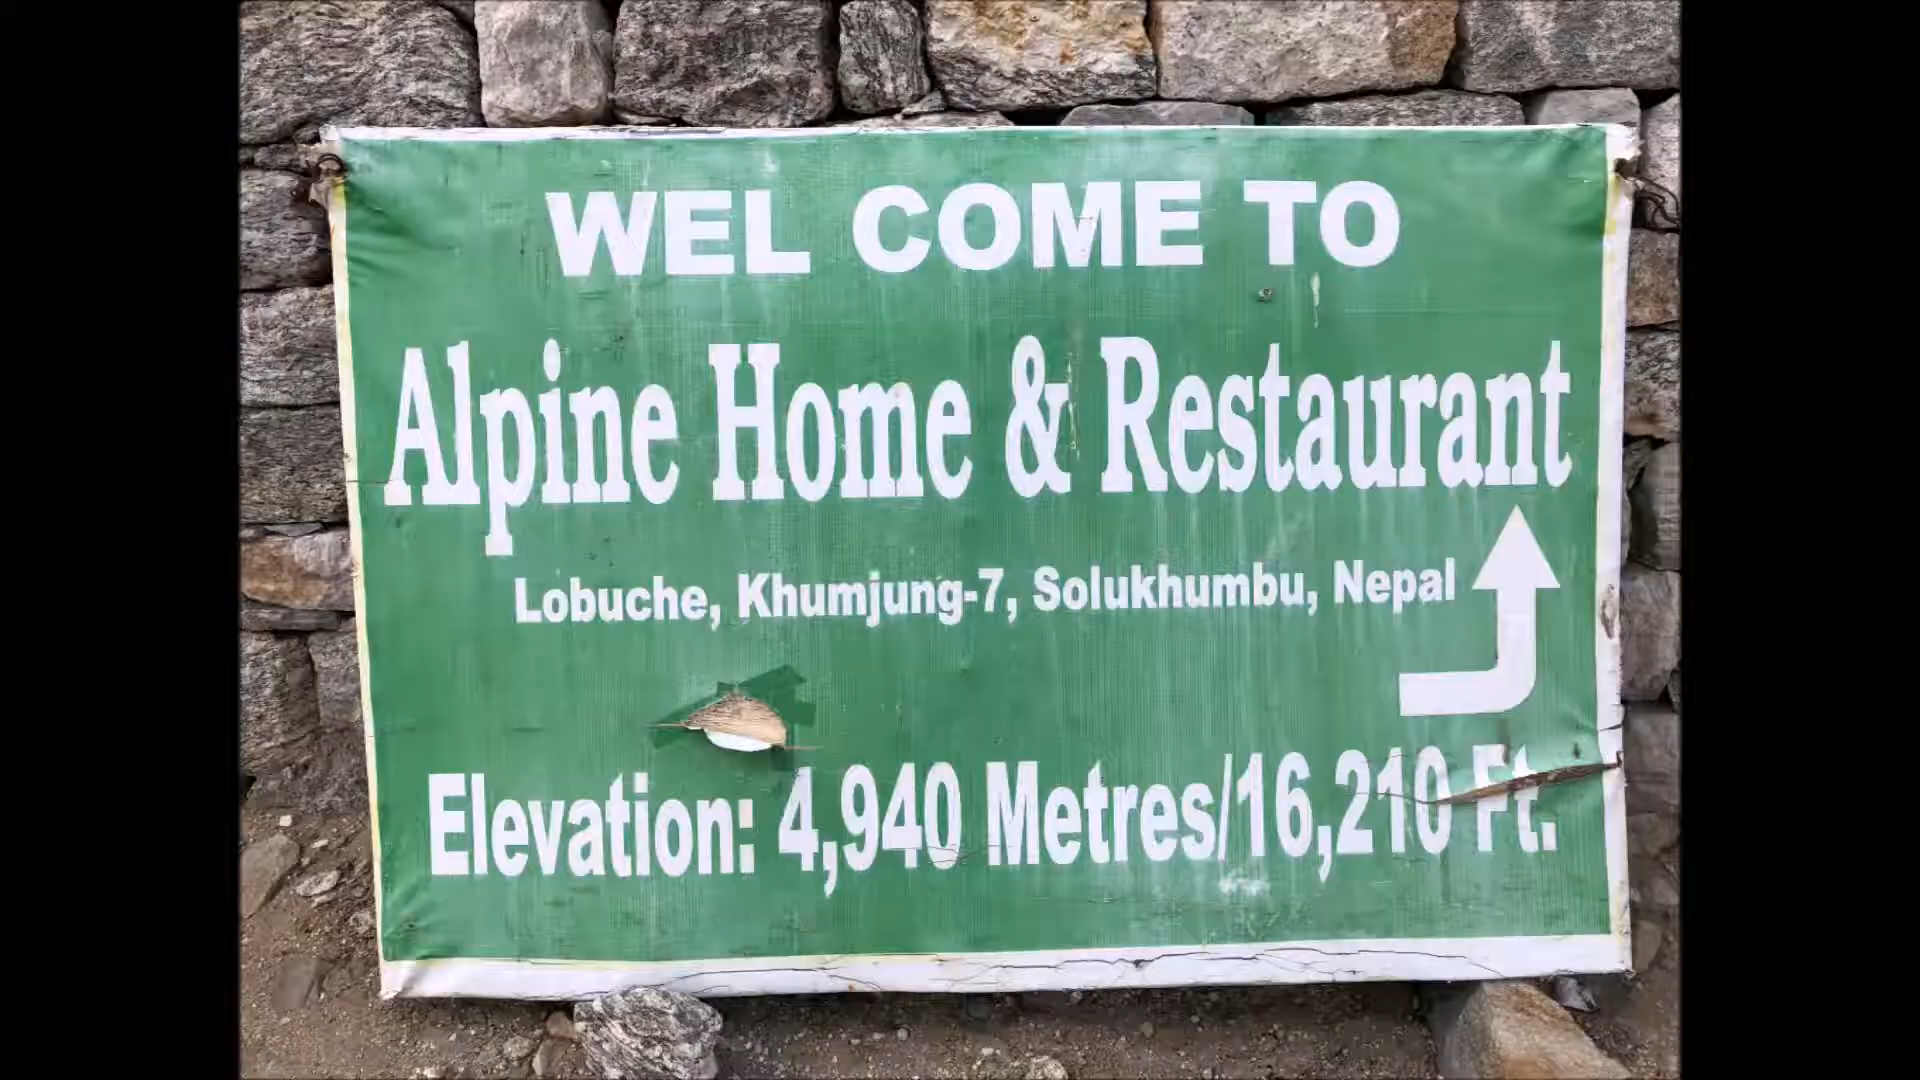 WEL COME TO
Alpine Home & Restaurant
Lobuche, Khumjung-7, Solukhumbu, Nepal
Elevation: 4,940 Metres/16,210 Ft.